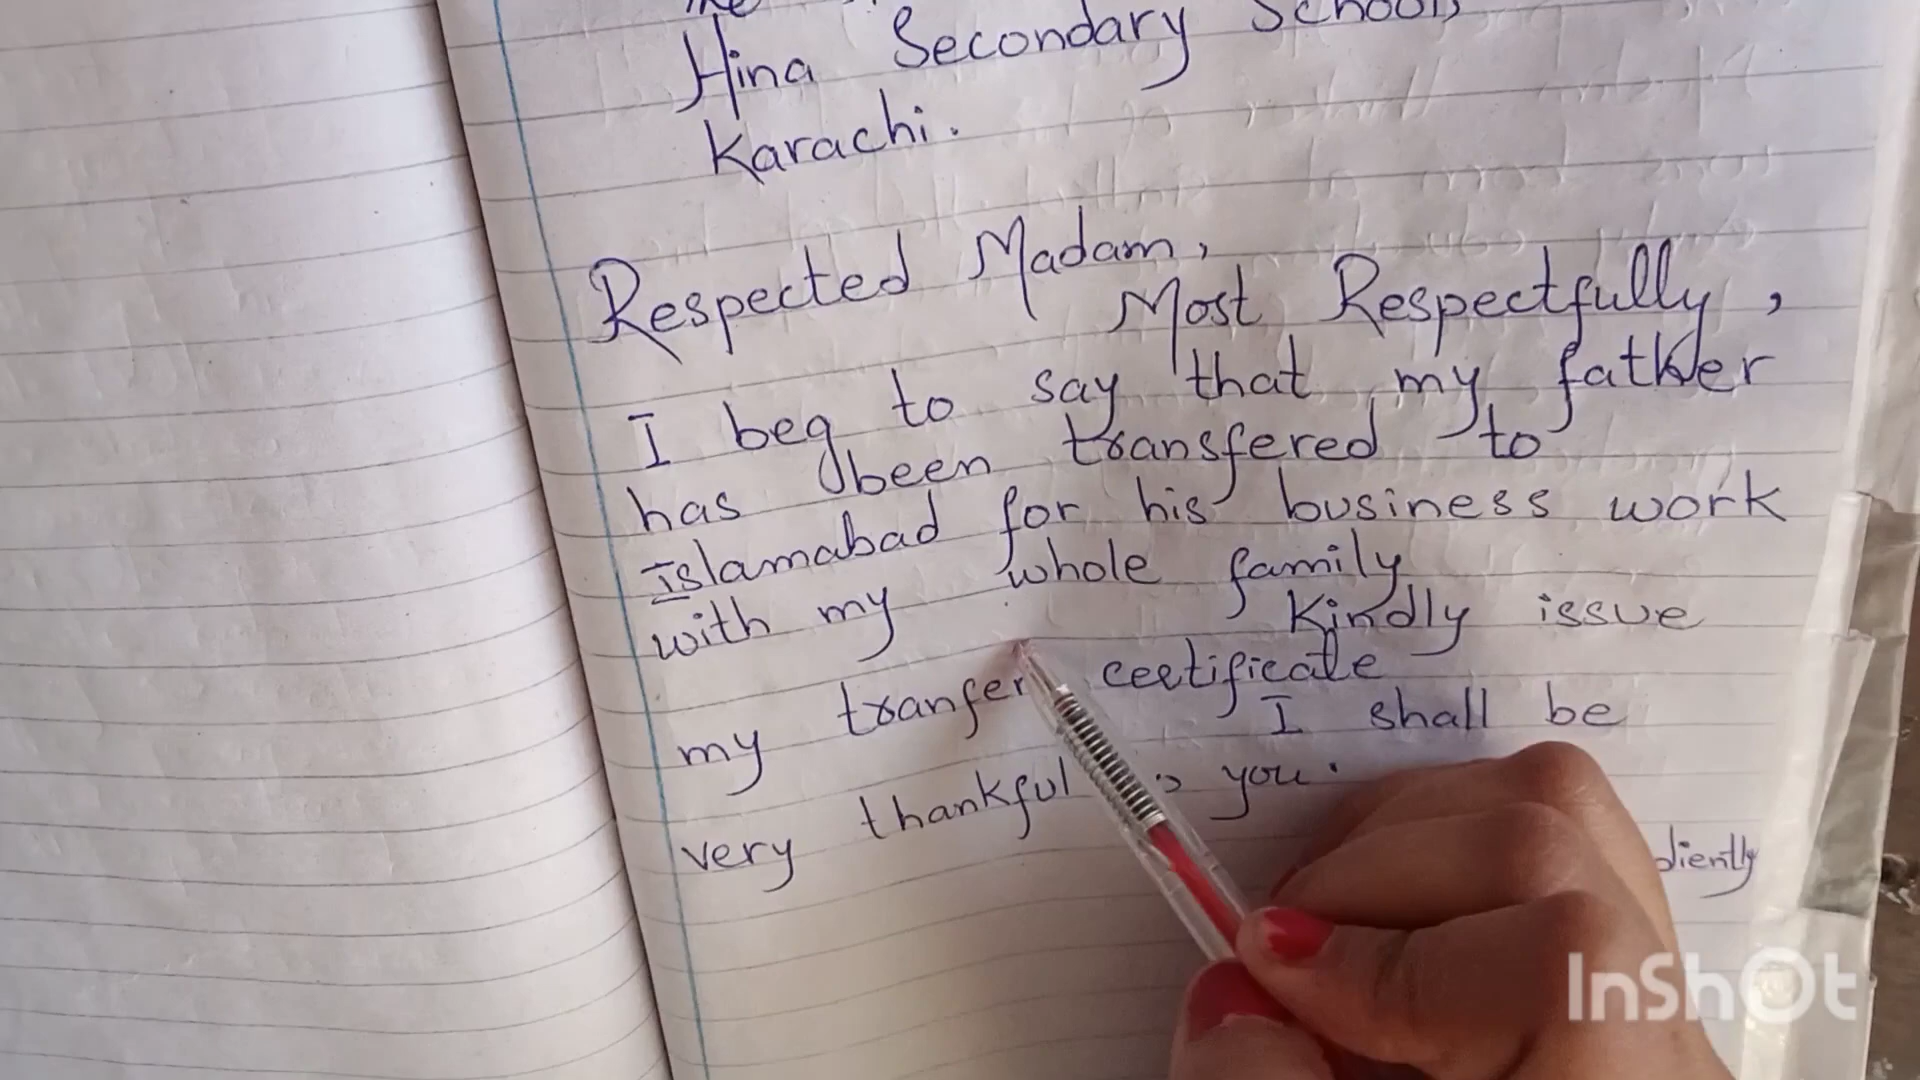 Hina Secondary School,
Karachi.
Respected Madam,
Most Respectfully,
I beg to say that my father
has been transfered to
islamabad for his business work
with my whole family
Kindly issue
my tranfer certificate
I shall be
very thankful you.
diently
InShOt